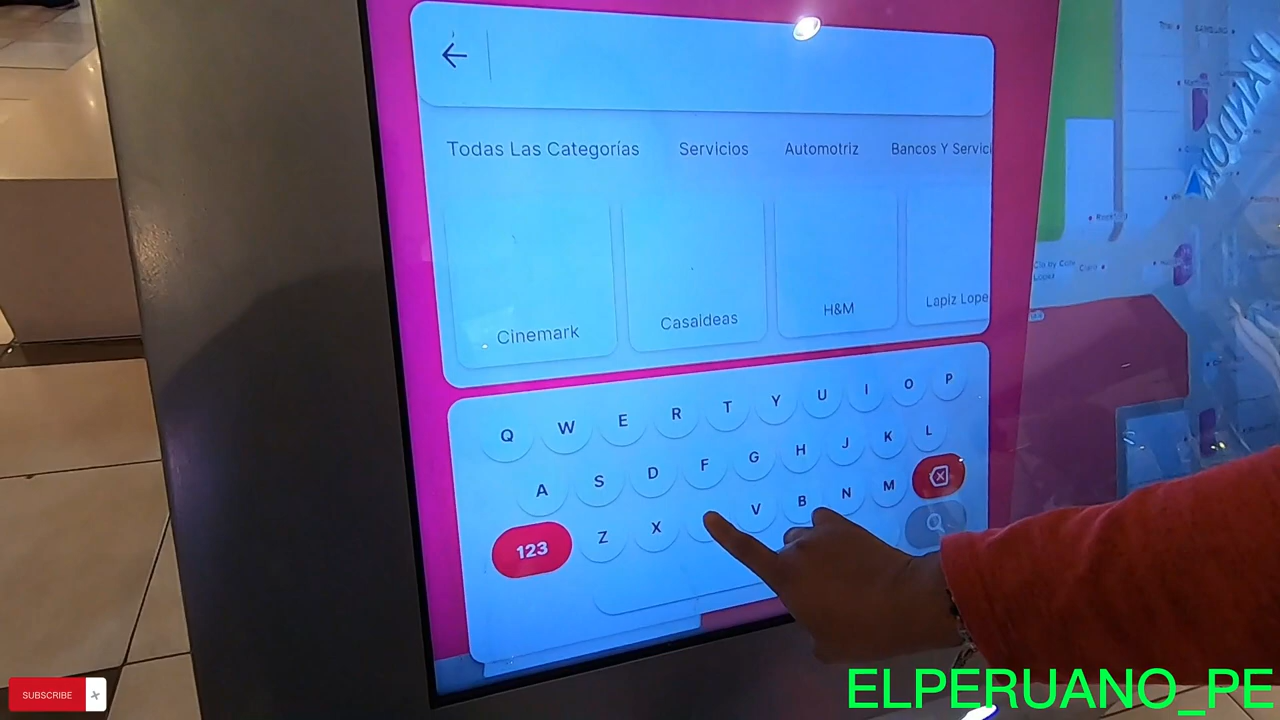 Todas Las Categorías Servicios Automotriz Bancos Y Servici
Cinemark Casaideas H&M Lapiz Lope
Q W E R T Y U I O P
A S D F G H J K L
123 Z X V B N M
SUBSCRIBE
ELPERUANO_PE